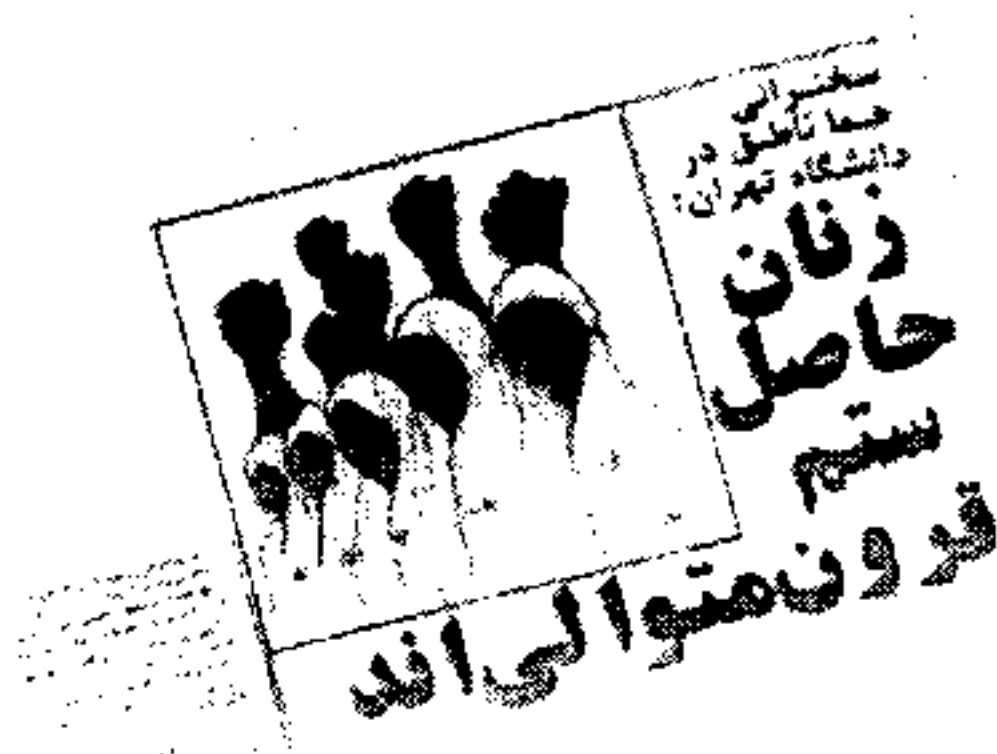 سخنرانی
هما ناطق در
دانشگاه تهران:
زنان
حاصل
ستم
قرون متوالی اند